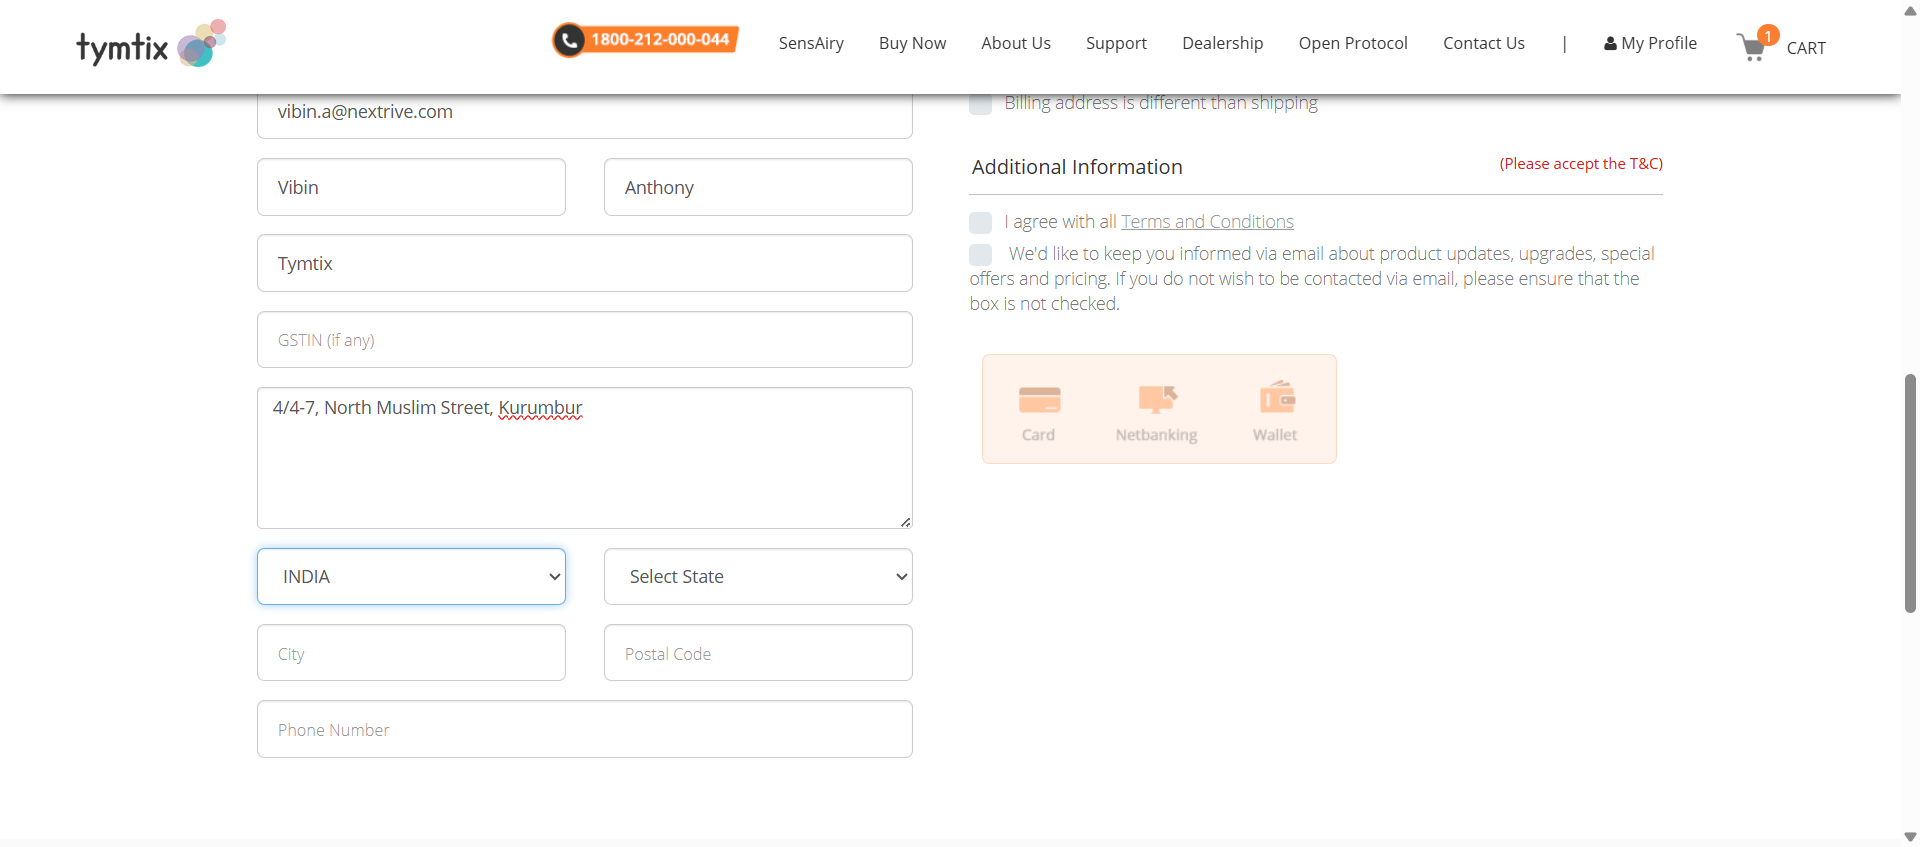 tymtix
1800-212-000-044
SensAiry
Buy Now
About Us
Support
Dealership
Open Protocol
Contact Us
|
My Profile
1
CART
vibin.a@nextrive.com
Vibin
Anthony
Tymtix
GSTIN (if any)
4/4-7, North Muslim Street, Kurumbur
INDIA
Select State
City
Postal Code
Phone Number
Billing address is different than shipping
Additional Information
(Please accept the T&C)
I agree with all Terms and Conditions
We'd like to keep you informed via email about product updates, upgrades, special
offers and pricing. If you do not wish to be contacted via email, please ensure that the
box is not checked.
Card
Netbanking
Wallet